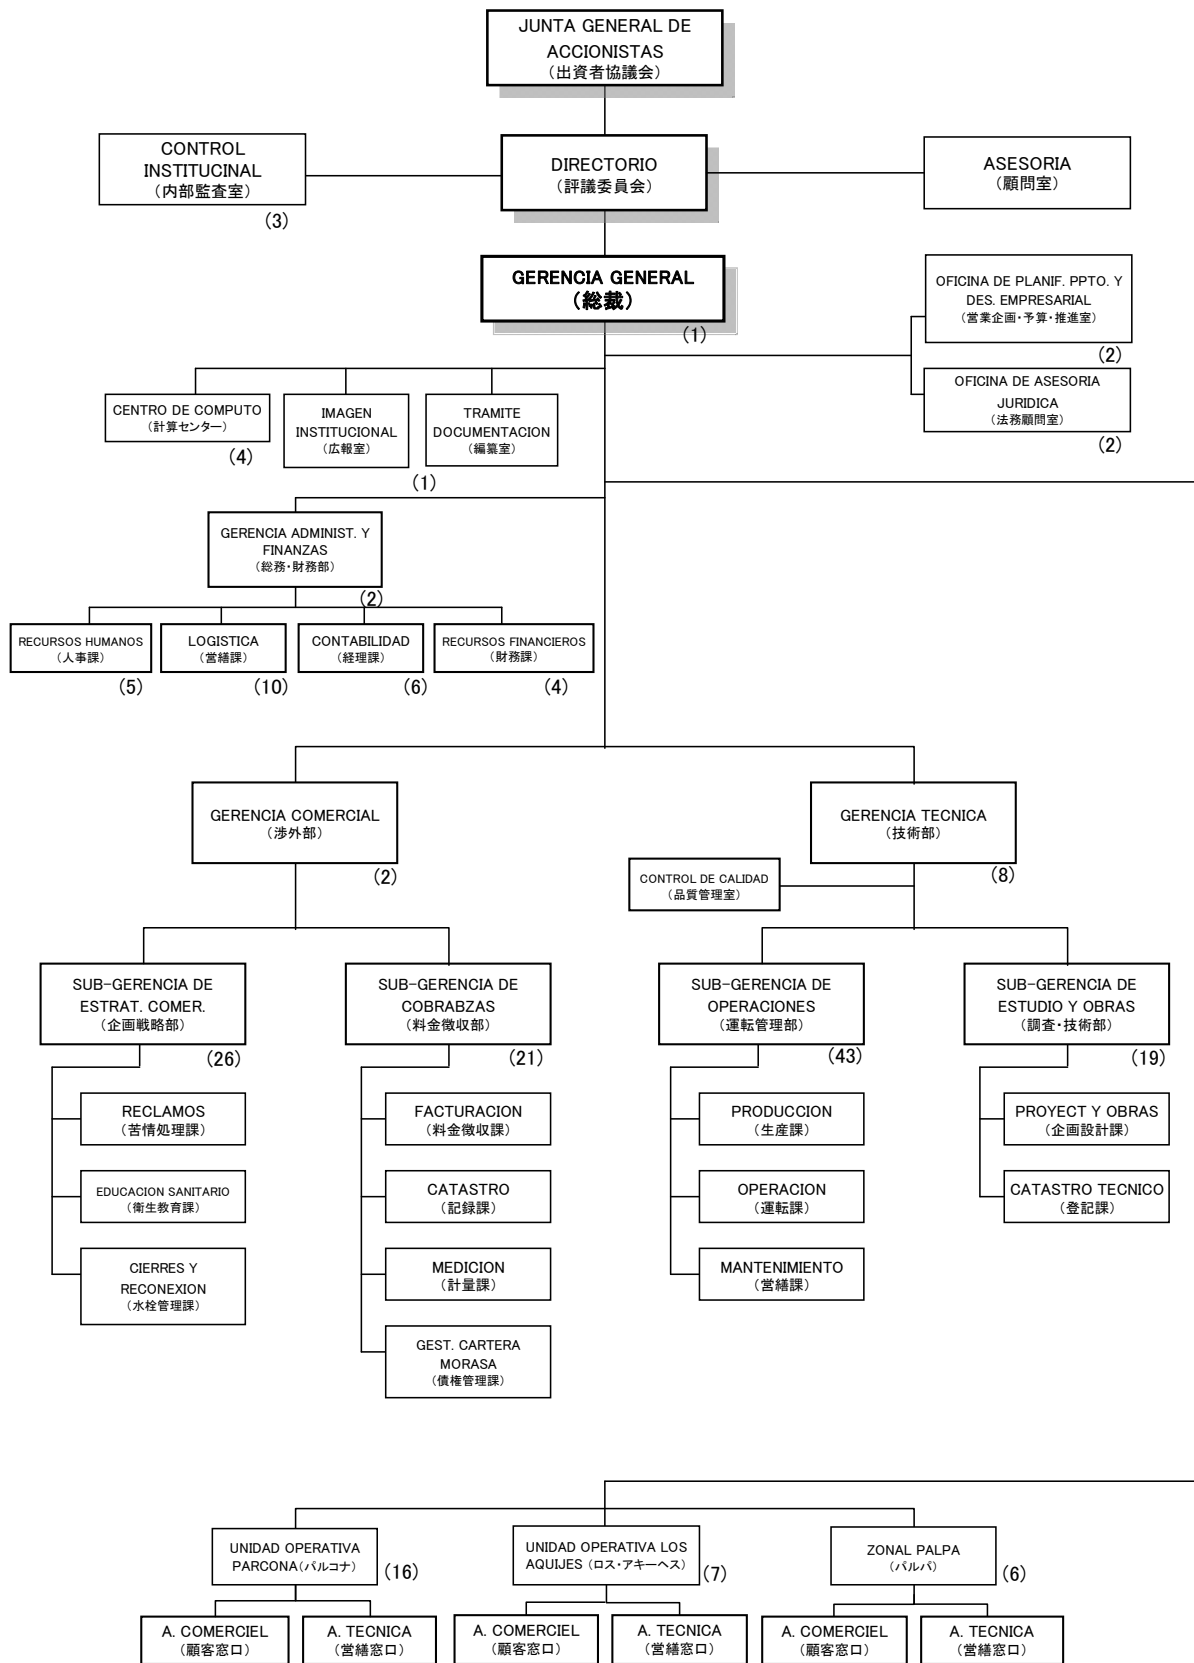 JUNTA GENERAL DE
ACCIONISTAS
(出資者協議会)
CONTROL
INSTITUCINAL
(内部監査室)
(3)
DIRECTORIO
(評議委員会)
ASESORIA
(顧問室)
GERENCIA GENERAL
(総裁)
(1)
OFICINA DE PLANIF. PPTO. Y
DES. EMPRESARIAL
(営業企画・予算・推進室)
(2)
OFICINA DE ASESORIA
JURIDICA
(法務顧問室)
(2)
CENTRO DE COMPUTO
(計算センター)
(4)
IMAGEN
INSTITUCIONAL
(広報室)
(1)
TRAMITE
DOCUMENTACION
(編纂室)
GERENCIA ADMINIST. Y
FINANZAS
(総務・財務部)
(2)
RECURSOS HUMANOS
(人事課)
(5)
LOGISTICA
(営繕課)
(10)
CONTABILIDAD
(経理課)
(6)
RECURSOS FINANCIEROS
(財務課)
(4)
GERENCIA COMERCIAL
(渉外部)
(2)
GERENCIA TECNICA
(技術部)
(8)
CONTROL DE CALIDAD
(品質管理室)
SUB-GERENCIA DE
ESTRAT. COMER.
(企画戦略部)
(26)
SUB-GERENCIA DE
COBRABZAS
(料金徴収部)
(21)
SUB-GERENCIA DE
OPERACIONES
(運転管理部)
(43)
SUB-GERENCIA DE
ESTUDIO Y OBRAS
(調査・技術部)
(19)
RECLAMOS
(苦情処理課)
EDUCACION SANITARIO
(衛生教育課)
CIERRES Y
RECONEXION
(水栓管理課)
FACTURACION
(料金徴収課)
CATASTRO
(記録課)
MEDICION
(計量課)
GEST. CARTERA
MORASA
(債権管理課)
PRODUCCION
(生産課)
OPERACION
(運転課)
MANTENIMIENTO
(営繕課)
PROYECT Y OBRAS
(企画設計課)
CATASTRO TECNICO
(登記課)
UNIDAD OPERATIVA
PARCONA(パルコナ)
(16)
UNIDAD OPERATIVA LOS
AQUIJES (ロス・アキーヘス)
(7)
ZONAL PALPA
(パルパ)
(6)
A. COMERCIEL
(顧客窓口)
A. TECNICA
(営繕窓口)
A. COMERCIEL
(顧客窓口)
A. TECNICA
(営繕窓口)
A. COMERCIEL
(顧客窓口)
A. TECNICA
(営繕窓口)